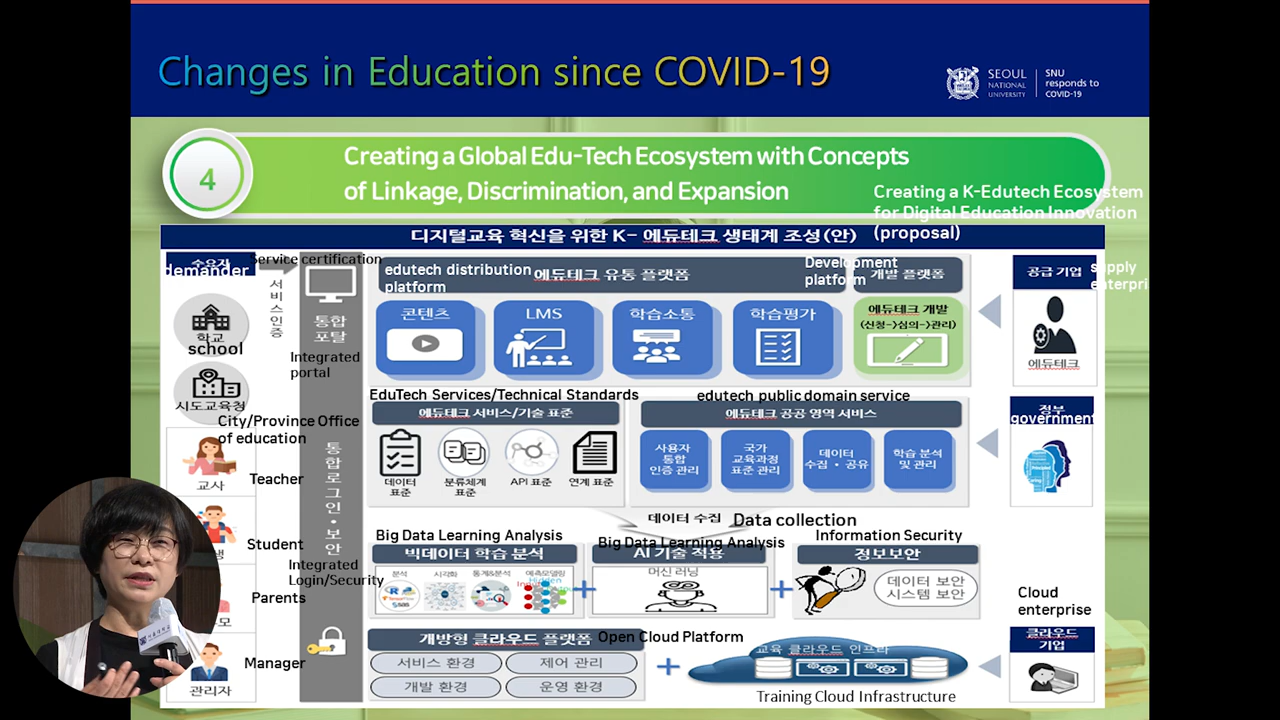 Changes in Education since COVID-19
SEOUL
NATIONAL
UNIVERSITY
SNU
responds to
COVID-19
4
Creating a Global Edu-Tech Ecosystem with Concepts
of Linkage, Discrimination, and Expansion
Creating a K-Edutech Ecosystem
for Digital Education Innovation
(proposal)
디지털교육 혁신을 위한 K- 에듀테크 생태계 조성(안)
수요자
demander
Service certification
서비스인증
학교
school
시도교육청
City/Province Office
of education
교사
Teacher
Student
Parents
모
관리자
Manager
통합
포탈
Integrated
portal
통합로그인·보안
Integrated
Login/Security
edutech distribution
platform
에듀테크 유통 플랫폼
Development
platform
개발 플랫폼
콘텐츠
LMS
학습소통
학습평가
에듀테크 개발
(신청->심의->관리)
공급 기업
supply
enterpri
에듀테크
EduTech Services/Technical Standards
에듀테크 서비스/기술 표준
데이터
표준
분류체계
표준
API 표준
연계 표준
edutech public domain service
에듀테크 공공 영역 서비스
사용자
통합
인증 관리
국가
교육과정
표준 관리
데이터
수집 · 공유
학습 분석
및 관리
정부
government
데이터 수집
Data collection
Big Data Learning Analysis
빅데이터 학습 분석
분석
시각화
통계&분석
예측모델링
Big Data Learning Analysis
AI 기술 적용
머신 러닝
Information Security
정보보안
데이터 보안
시스템 보안
개방형 클라우드 플랫폼
Open Cloud Platform
서비스 환경
제어 관리
개발 환경
운영 환경
교육 클라우드 인프라
Training Cloud Infrastructure
Cloud
enterprise
클라우드
기업